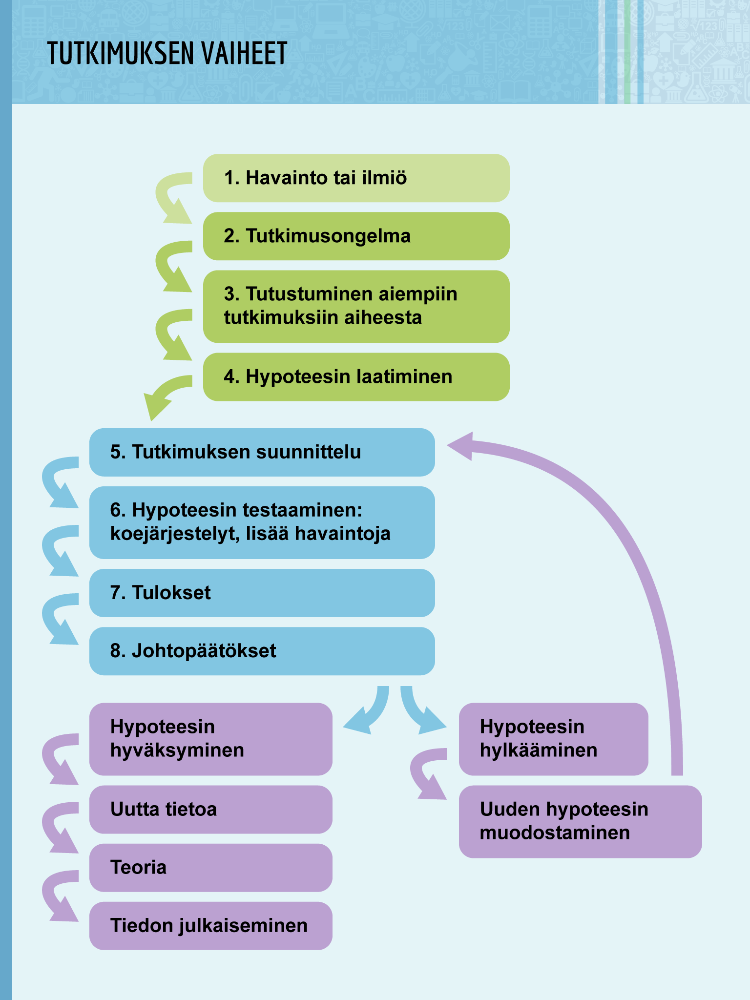 TUTKIMUKSEN VAIHEET
1. Havainto tai ilmiö
2. Tutkimusongelma
3. Tutustuminen aiempiin
tutkimuksiin aiheesta
4. Hypoteesin laatiminen
5. Tutkimuksen suunnittelu
6. Hypoteesin testaaminen:
koejärjestelyt, lisää havaintoja
7. Tulokset
8. Johtopäätökset
Hypoteesin
hyväksyminen
Uutta tietoa
Teoria
Tiedon julkaiseminen
Hypoteesin
hylkääminen
Uuden hypoteesin
muodostaminen